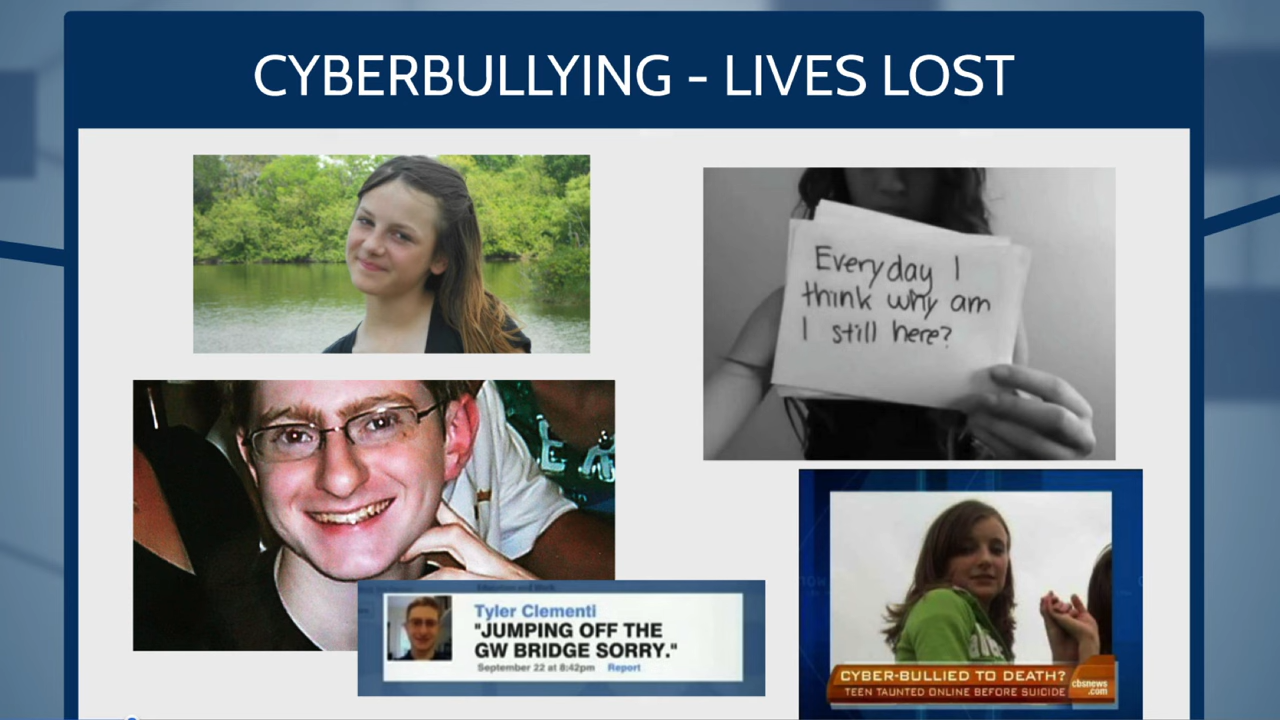 CYBERBULLYING - LIVES LOST
Everyday I
think why am
I still here?
Tyler Clementi
"JUMPING OFF THE
GW BRIDGE SORRY."
September 22 at 8:42pm Report
CYBER-BULLIED TO DEATH?
TEEN TAUNTED ONLINE BEFORE SUICIDE
cbsnews
.com